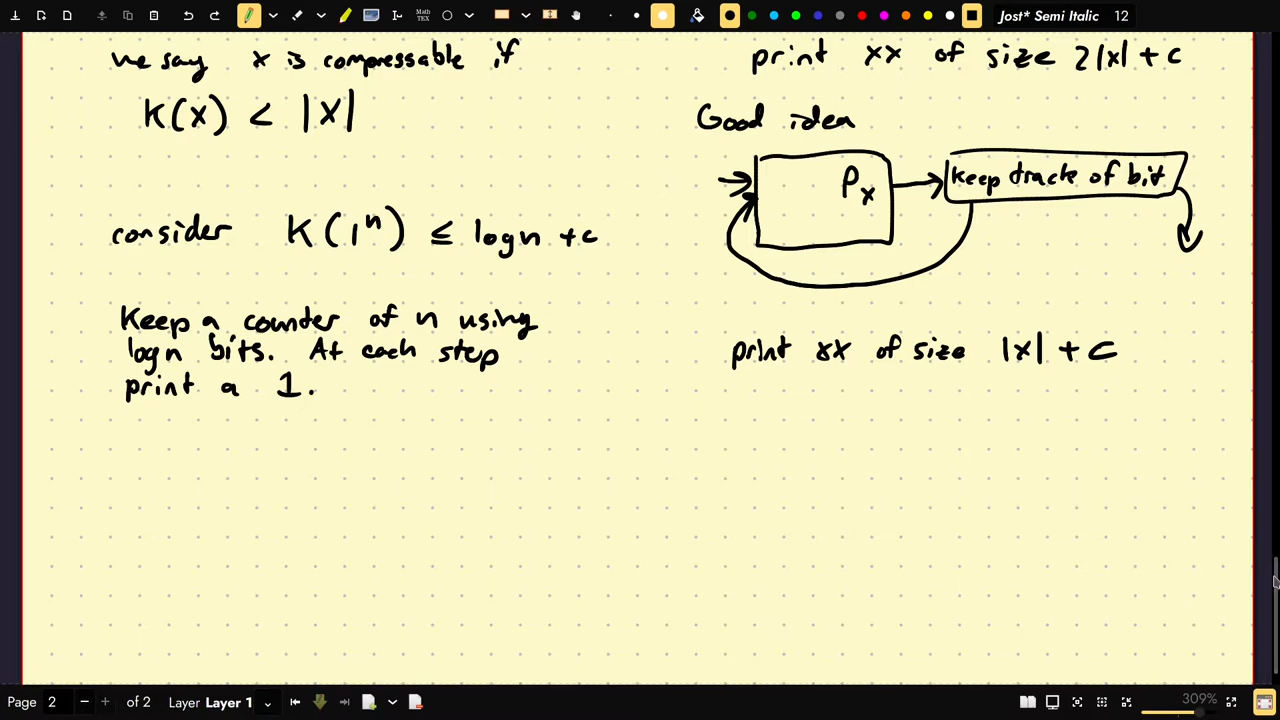 Math
TEX
Jost* Semi Italic 12
we say x is compressable if
K(x) < |X|
consider K(1ⁿ) ≤ log n + c
Keep a counter of n using
log n bits. At each step
print a 1.
print xx of size 2|x| + c
Good idea
Pₓ
keep track of bit
print xx of size |x| + c
Page 2 of 2 Layer Layer 1
309%